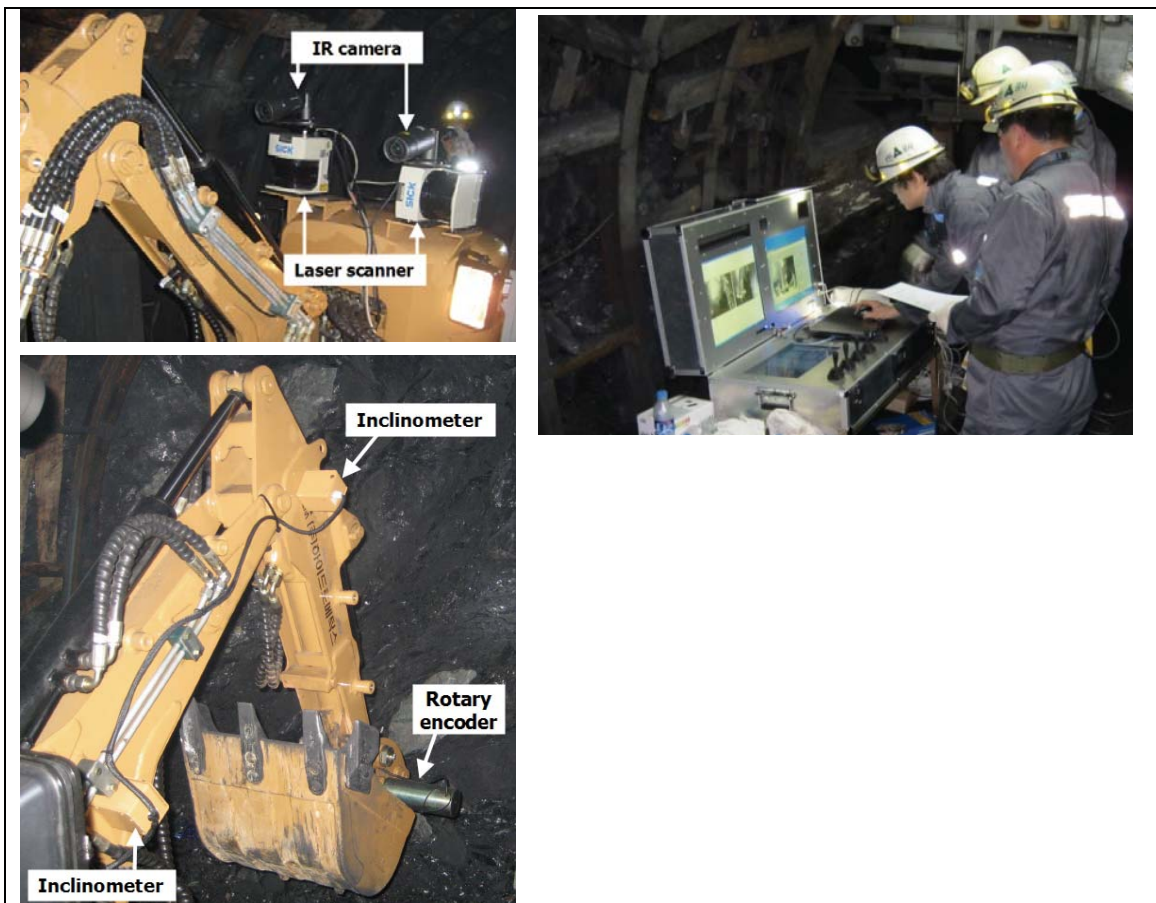 IR camera
SICK
SICK
Laser scanner
Inclinometer
Rotary
encoder
Inclinometer